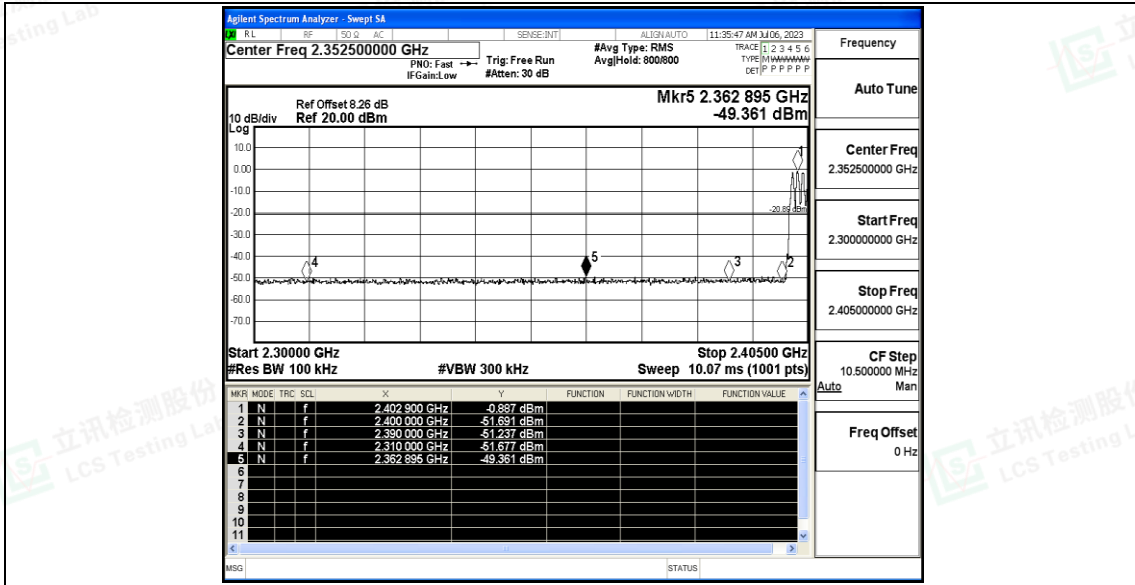 Agilent Spectrum Analyzer - Swept SA
LXI RL RF 50 Ω AC SENSE:INT ALIGNAUTO 11:35:47 AM Jul 06, 2023
Center Freq 2.352500000 GHz
PNO: Fast
IFGain:Low
Trig: Free Run
#Atten: 30 dB
#Avg Type: RMS
Avg|Hold: 800/800
TRACE 1 2 3 4 5 6
TYPE M WWWWW
DET P P P P P P
Ref Offset 8.26 dB
Ref 20.00 dBm
10 dB/div
Log
Mkr5 2.362 895 GHz
-49.361 dBm
10.0
0.00
-10.0
-20.0
-30.0
-40.0
-50.0
-60.0
-70.0
-20.89 dBm
1
2
3
4
5
Start 2.30000 GHz
#Res BW 100 kHz
#VBW 300 kHz
Stop 2.40500 GHz
Sweep 10.07 ms (1001 pts)
MKR MODE TRC SCL X Y FUNCTION FUNCTION WIDTH FUNCTION VALUE
1 N f 2.402 900 GHz -0.887 dBm
2 N f 2.400 000 GHz -51.691 dBm
3 N f 2.390 000 GHz -51.237 dBm
4 N f 2.310 000 GHz -51.677 dBm
5 N f 2.362 895 GHz -49.361 dBm
6
7
8
9
10
11
MSG
STATUS
Frequency
Auto Tune
Center Freq
2.352500000 GHz
Start Freq
2.300000000 GHz
Stop Freq
2.405000000 GHz
CF Step
10.500000 MHz
Auto Man
Freq Offset
0 Hz
立讯检测股份
LCS Testing Lab
立讯检测股份
LCS Testing L